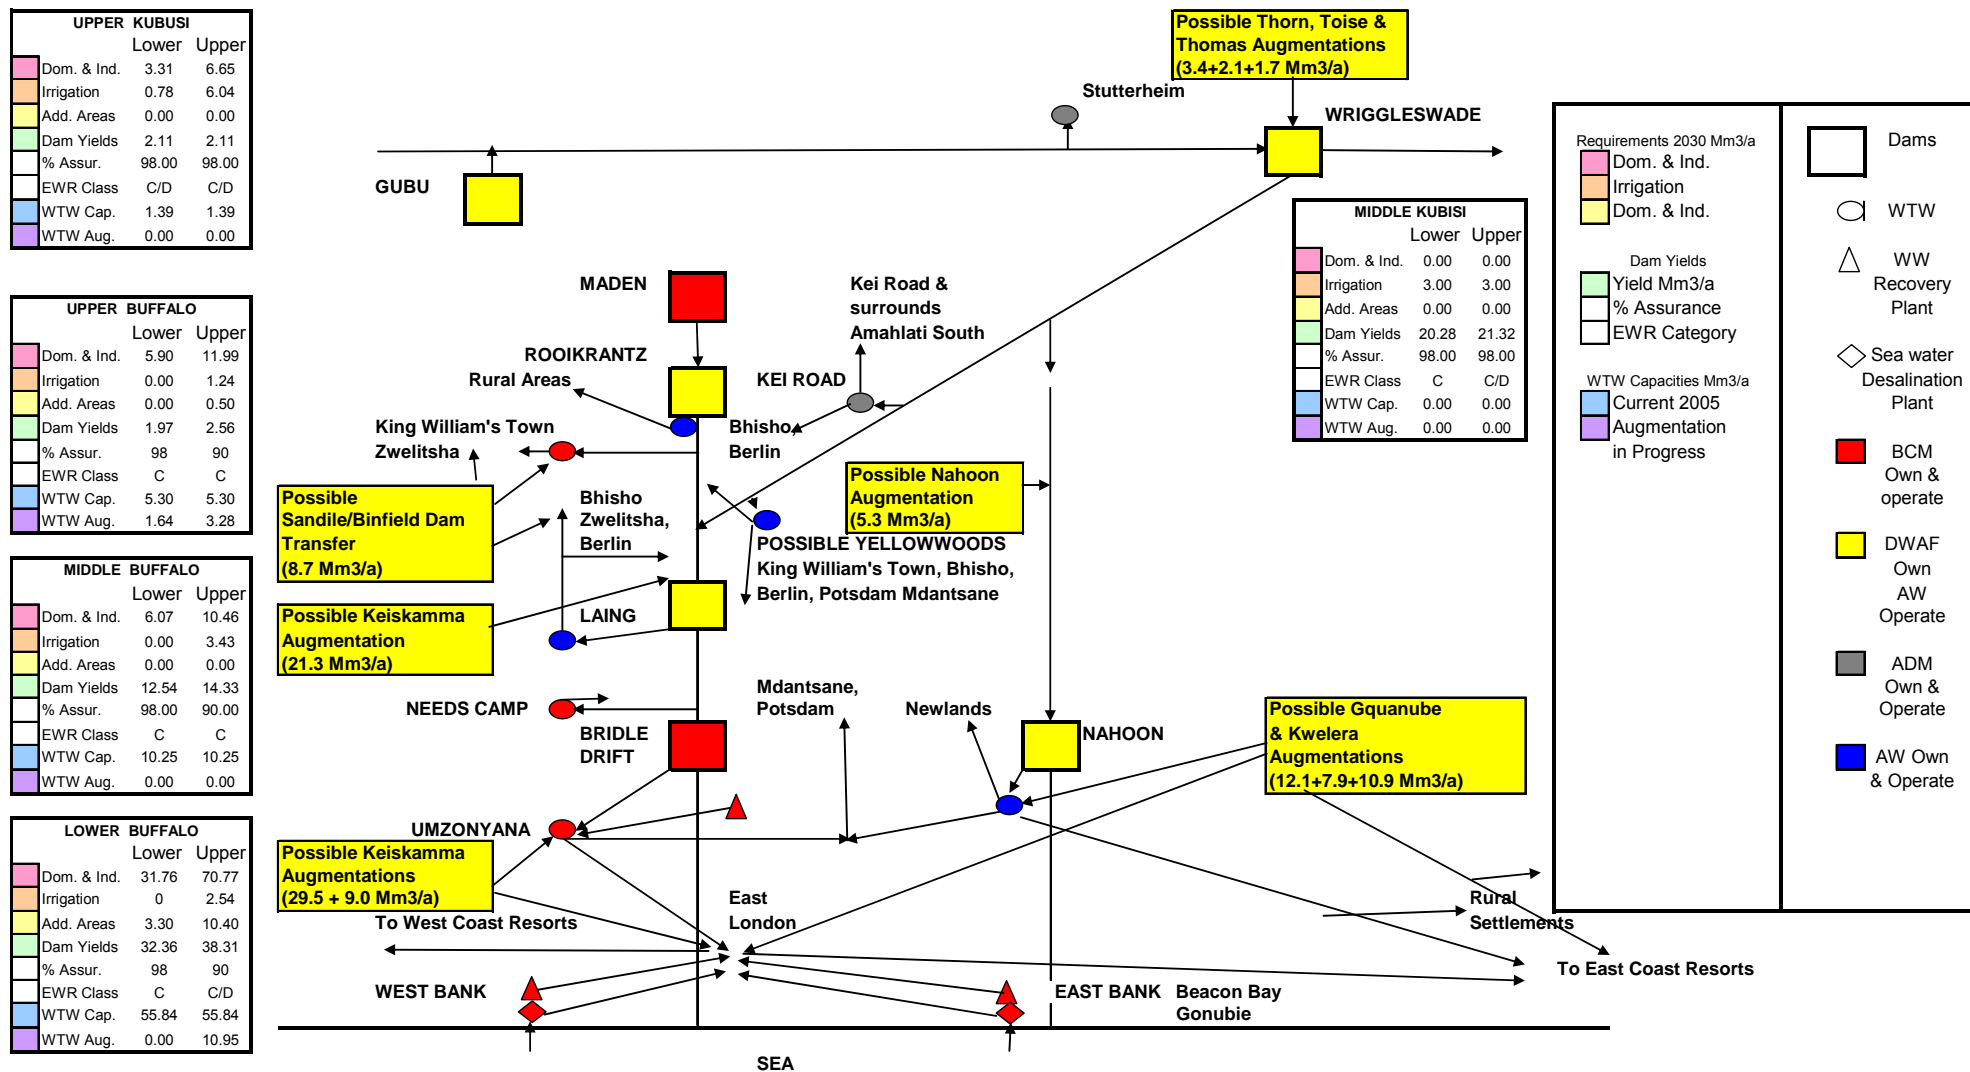 UPPER KUBUSI
Lower Upper
Dom. & Ind. 3.31 6.65
Irrigation 0.78 6.04
Add. Areas 0.00 0.00
Dam Yields 2.11 2.11
% Assur. 98.00 98.00
EWR Class C/D C/D
WTW Cap. 1.39 1.39
WTW Aug. 0.00 0.00
UPPER BUFFALO
Lower Upper
Dom. & Ind. 5.90 11.99
Irrigation 0.00 1.24
Add. Areas 0.00 0.50
Dam Yields 1.97 2.56
% Assur. 98 90
EWR Class C C
WTW Cap. 5.30 5.30
WTW Aug. 1.64 3.28
MIDDLE BUFFALO
Lower Upper
Dom. & Ind. 6.07 10.46
Irrigation 0.00 3.43
Add. Areas 0.00 0.00
Dam Yields 12.54 14.33
% Assur. 98.00 90.00
EWR Class C C
WTW Cap. 10.25 10.25
WTW Aug. 0.00 0.00
LOWER BUFFALO
Lower Upper
Dom. & Ind. 31.76 70.77
Irrigation 0 2.54
Add. Areas 3.30 10.40
Dam Yields 32.36 38.31
% Assur. 98 90
EWR Class C C/D
WTW Cap. 55.84 55.84
WTW Aug. 0.00 10.95
Possible Thorn, Toise &
Thomas Augmentations
(3.4+2.1+1.7 Mm3/a)
Stutterheim
WRIGGLESWADE
GUBU
MADEN
Kei Road &
surrounds
Amahlati South
ROOIKRANTZ
Rural Areas
KEI ROAD
King William's Town
Zwelitsha
Bhisho,
Berlin
Possible
Sandile/Binfield Dam
Transfer
(8.7 Mm3/a)
Bhisho
Zwelitsha,
Berlin
Possible Nahoon
Augmentation
(5.3 Mm3/a)
POSSIBLE YELLOWWOODS
King William's Town, Bhisho,
Berlin, Potsdam Mdantsane
Possible Keiskamma
Augmentation
(21.3 Mm3/a)
LAING
NEEDS CAMP
BRIDLE
DRIFT
Mdantsane,
Potsdam
Newlands
NAHOON
Possible Gquanube
& Kwelera
Augmentations
(12.1+7.9+10.9 Mm3/a)
UMZONYANA
Possible Keiskamma
Augmentations
(29.5 + 9.0 Mm3/a)
To West Coast Resorts
East
London
Rural
Settlements
To East Coast Resorts
WEST BANK
EAST BANK Beacon Bay
Gonubie
SEA
MIDDLE KUBISI
Lower Upper
Dom. & Ind. 0.00 0.00
Irrigation 3.00 3.00
Add. Areas 0.00 0.00
Dam Yields 20.28 21.32
% Assur. 98.00 98.00
EWR Class C C/D
WTW Cap. 0.00 0.00
WTW Aug. 0.00 0.00
Requirements 2030 Mm3/a
Dom. & Ind.
Irrigation
Dom. & Ind.
Dam Yields
Yield Mm3/a
% Assurance
EWR Category
WTW Capacities Mm3/a
Current 2005
Augmentation
in Progress
Dams
WTW
WW
Recovery
Plant
Sea water
Desalination
Plant
BCM
Own &
operate
DWAF
Own
AW
Operate
ADM
Own &
Operate
AW Own
& Operate